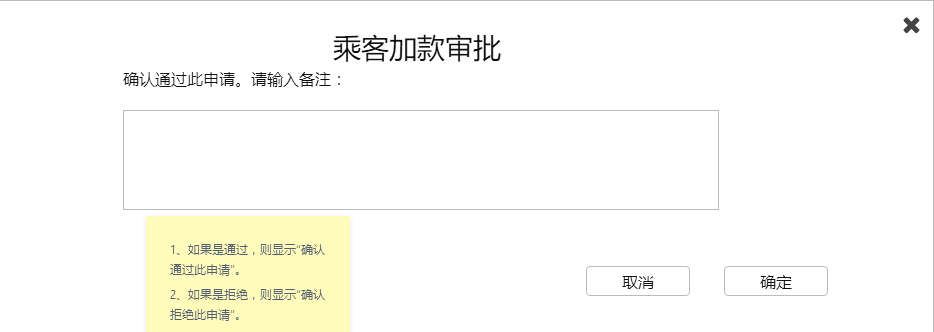 乘客加款审批
确认通过此申请。请输入备注：
1、如果是通过，则显示“确认
通过此申请”。
2、如果是拒绝，则显示“确认
拒绝此申请”。
取消
确定